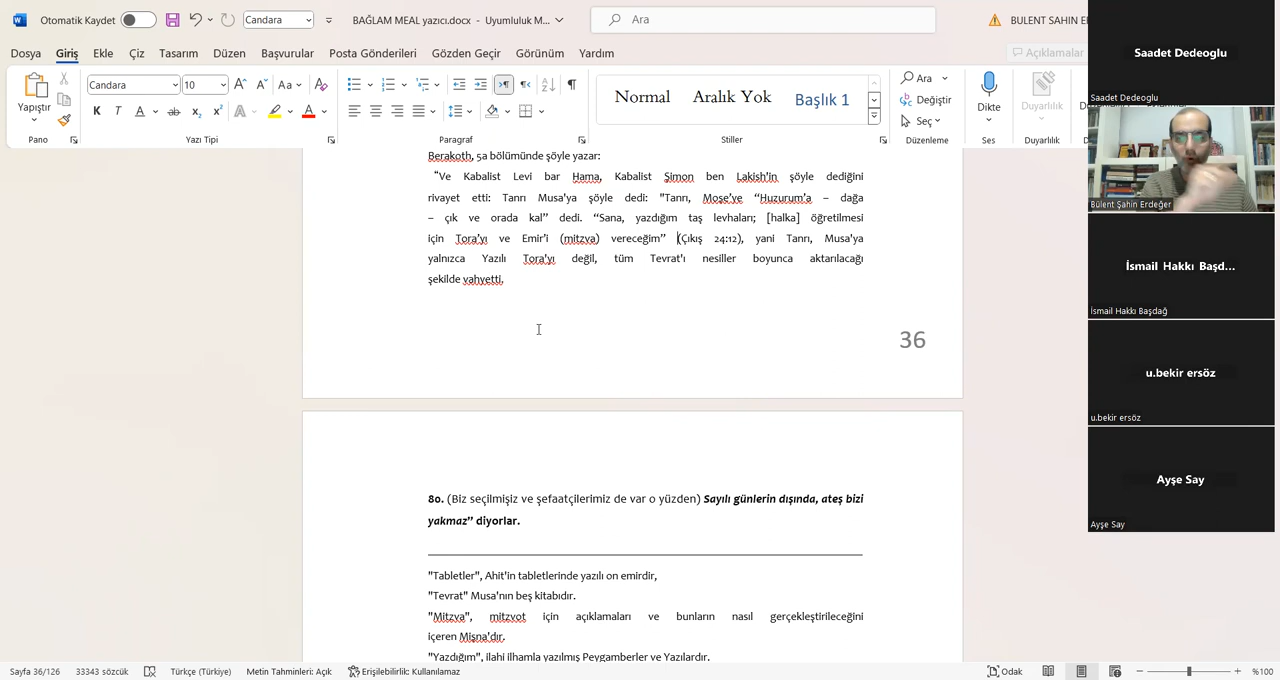 Otomatik Kaydet
Candara
BAĞLAM MEAL yazıcı.docx - Uyumluluk M...
Ara
BULENT SAHIN ER
Dosya Giriş Ekle Çiz Tasarım Düzen Başvurular Posta Gönderileri Gözden Geçir Görünüm Yardım
Açıklamalar
Yapıştır
Candara 10
Aa
K T A ab x₂ x²
Normal Aralık Yok Başlık 1
Ara
Değiştir
Seç
Dikte
Duyarlılık
Pano Yazı Tipi Paragraf Stiller Düzenleme Ses Duyarlılık
Berakoth, 5a bölümünde şöyle yazar:
“Ve Kabalist Levi bar Hama, Kabalist Şimon ben Lakish’in şöyle dediğini
rivayet etti: Tanrı Musa'ya şöyle dedi: "Tanrı, Moşe’ye “Huzurum’a – dağa
– çık ve orada kal” dedi. “Sana, yazdığım taş levhaları; [halka] öğretilmesi
için Tora’yı ve Emir’i (mitzva) vereceğim” (Çıkış 24:12), yani Tanrı, Musa'ya
yalnızca Yazılı Tora'yı değil, tüm Tevrat'ı nesiller boyunca aktarılacağı
şekilde vahyetti.
36
80. (Biz seçilmişiz ve şefaatçilerimiz de var o yüzden) Sayılı günlerin dışında, ateş bizi
yakmaz” diyorlar.
"Tabletler", Ahit'in tabletlerinde yazılı on emirdir,
"Tevrat" Musa'nın beş kitabıdır.
"Mitzva", mitzvot için açıklamaları ve bunların nasıl gerçekleştirileceğini
içeren Mişna'dır.
"Yazdığım", ilahi ilhamla yazılmış Peygamberler ve Yazılardır.
Sayfa 36/126 33343 sözcük Türkçe (Türkiye) Metin Tahminleri: Açık Erişilebilirlik: Kullanılamaz
Odak
%100
Saadet Dedeoglu
Saadet Dedeoglu
Bülent Şahin Erdeğer
İsmail Hakkı Başd...
İsmail Hakkı Başdağ
u.bekir ersöz
u.bekir ersöz
Ayşe Say
Ayşe Say